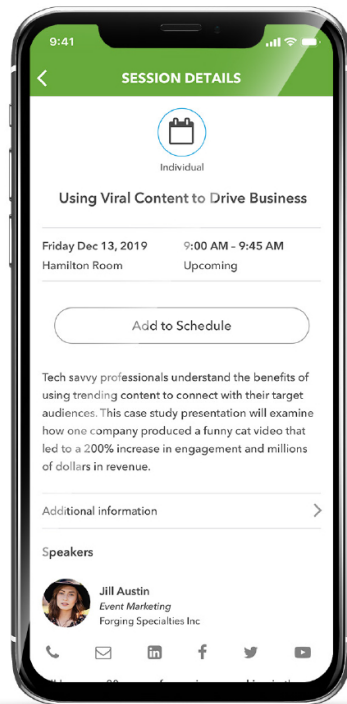 9:41
SESSION DETAILS
Individual
Using Viral Content to Drive Business
Friday Dec 13, 2019
9:00 AM – 9:45 AM
Hamilton Room
Upcoming
Add to Schedule
Tech savvy professionals understand the benefits of
using trending content to connect with their target
audiences. This case study presentation will examine
how one company produced a funny cat video that
led to a 200% increase in engagement and millions
of dollars in revenue.
Additional information
Speakers
Jill Austin
Event Marketing
Forging Specialties Inc